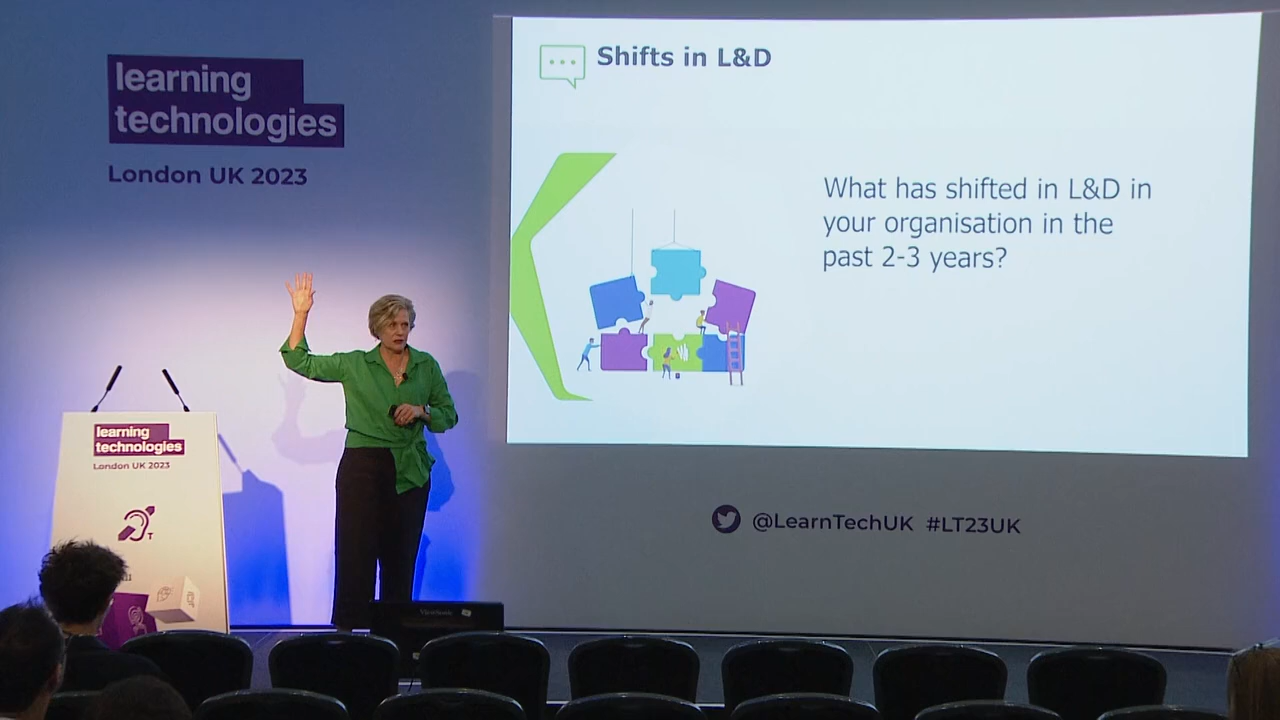 learning
technologies
London UK 2023
Shifts in L&D
What has shifted in L&D in
your organisation in the
past 2-3 years?
learning
technologies
London UK 2023
T
@LearnTechUK #LT23UK
ViewSonic